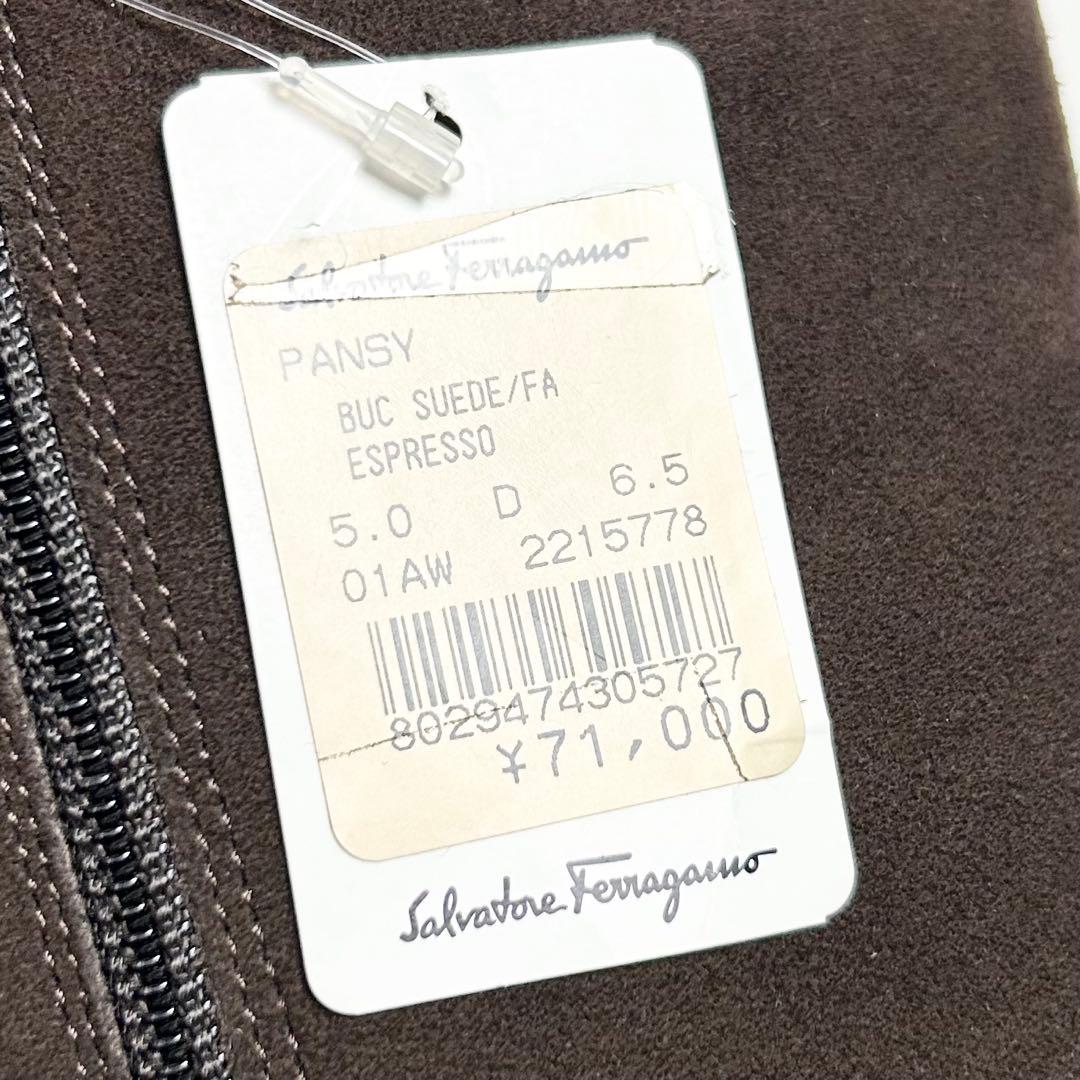 Salvatore Ferragamo
PANSY
BUC SUEDE/FA
ESPRESSO
5.0 D 6.5
01AW 2215778
8029474305727
¥71,000
Salvatore Ferragamo